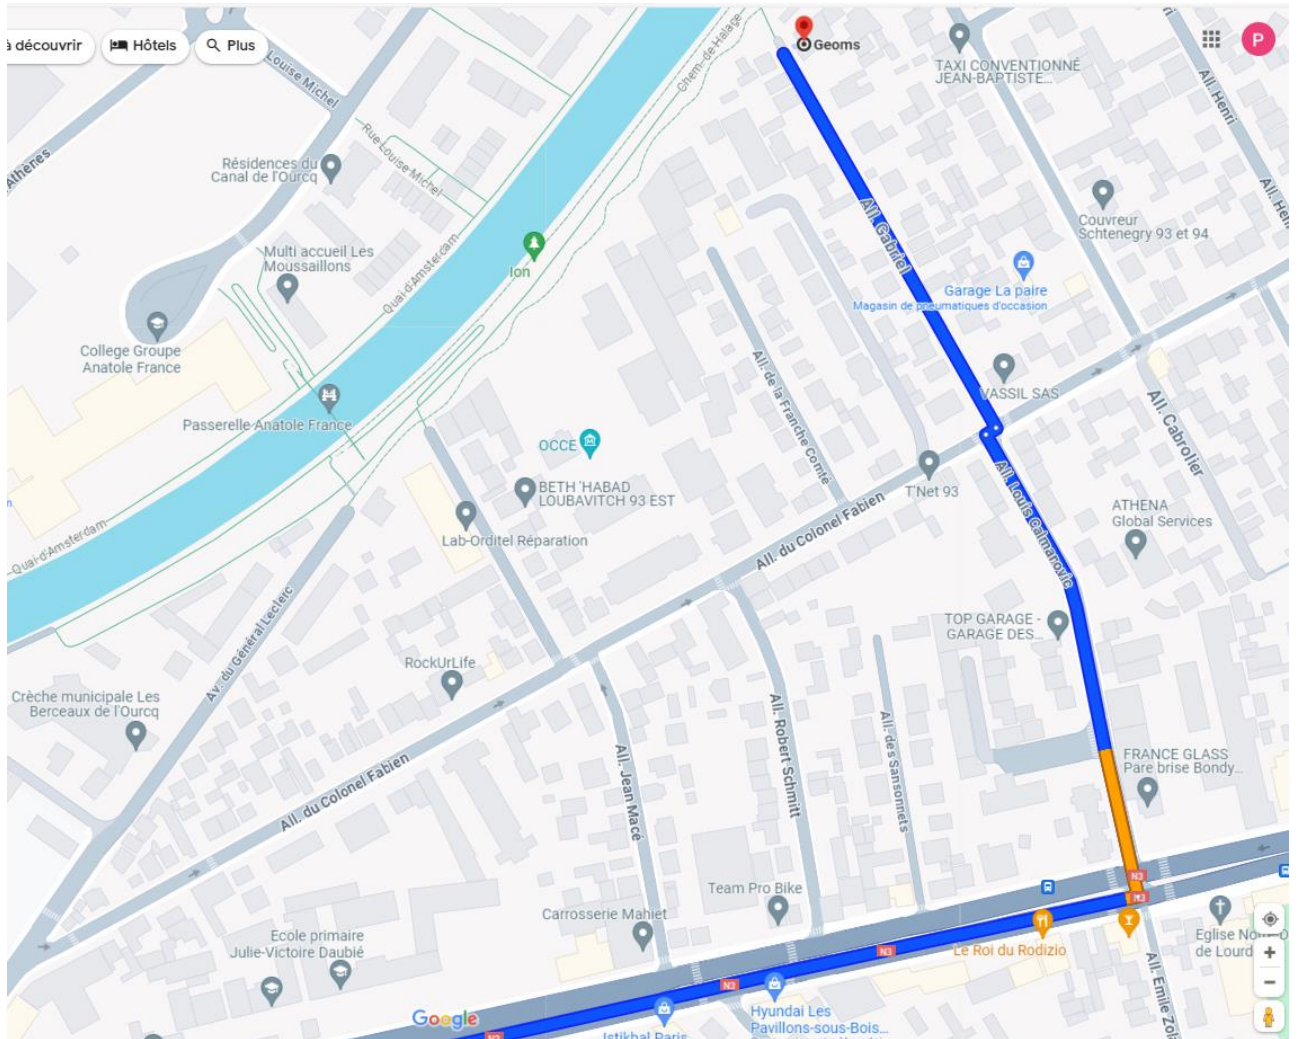 à découvrir
Hôtels
Plus
Geoms
P
TAXI CONVENTIONNÉ
JEAN-BAPTISTE...
All. Henri
All. Henri
Louise Michel
Chem. de Halage
Athènes
Rue Louise Michel
Résidences du
Canal de l'Ourcq
All. Gabriel
Couvreur
Schtenegry 93 et 94
Multi accueil Les
Moussaillons
Quai d'Amsterdam
Ion
Garage La paire
Magasin de pneumatiques d'occasion
College Groupe
Anatole France
All. de la Franche Comté
VASSIL SAS
Passerelle Anatole France
All. Cabrolier
OCCE
T'Net 93
All. Louis Calmanovic
BETH 'HABAD
LOUBAVITCH 93 EST
ATHENA
Global Services
Lab-Orditel Réparation
All. du Colonel Fabien
Quai d'Amsterdam
TOP GARAGE -
GARAGE DES...
Av. du Général Leclerc
RockUrLife
Crèche municipale Les
Berceaux de l'Ourcq
All. Robert Schmitt
All. des Sansonnets
All. Jean Macé
FRANCE GLASS
Pare brise Bondy...
All. du Colonel Fabien
N3
Team Pro Bike
N3
Carrosserie Mahiet
Ecole primaire
Julie-Victoire Daubié
Le Roi du Rodizio
Eglise Notre-D
de Lourd
N3
N3
All. Emile Zola
Google
Hyundai Les
Pavillons-sous-Bois...
Istikbal Paris
N3